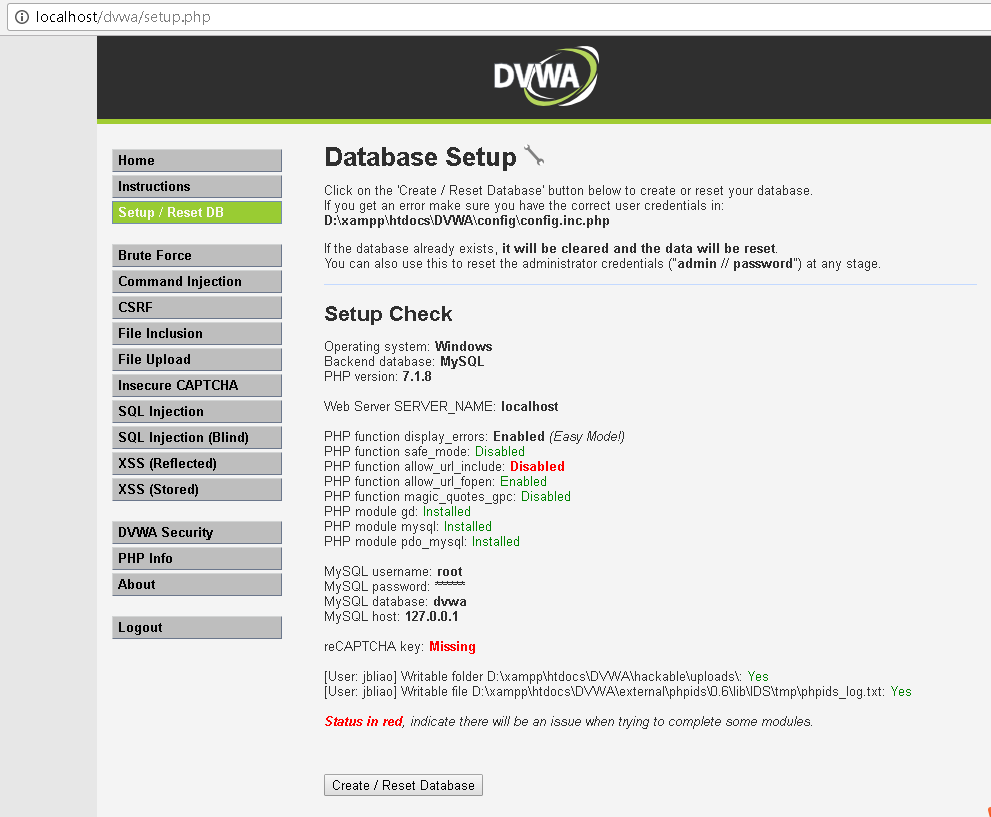 localhost/dvwa/setup.php
DVWA
Home
Instructions
Setup / Reset DB
Brute Force
Command Injection
CSRF
File Inclusion
File Upload
Insecure CAPTCHA
SQL Injection
SQL Injection (Blind)
XSS (Reflected)
XSS (Stored)
DVWA Security
PHP Info
About
Logout
Database Setup
Click on the 'Create / Reset Database' button below to create or reset your database.
If you get an error make sure you have the correct user credentials in:
D:\xampp\htdocs\DVWA\config\config.inc.php
If the database already exists, it will be cleared and the data will be reset.
You can also use this to reset the administrator credentials ("admin // password") at any stage.
Setup Check
Operating system: Windows
Backend database: MySQL
PHP version: 7.1.8
Web Server SERVER_NAME: localhost
PHP function display_errors: Enabled (Easy Mode!)
PHP function safe_mode: Disabled
PHP function allow_url_include: Disabled
PHP function allow_url_fopen: Enabled
PHP function magic_quotes_gpc: Disabled
PHP module gd: Installed
PHP module mysql: Installed
PHP module pdo_mysql: Installed
MySQL username: root
MySQL password: ******
MySQL database: dvwa
MySQL host: 127.0.0.1
reCAPTCHA key: Missing
[User: jbliao] Writable folder D:\xampp\htdocs\DVWA\hackable\uploads\: Yes
[User: jbliao] Writable file D:\xampp\htdocs\DVWA\external\phpids\0.6\lib\IDS\tmp\phpids_log.txt: Yes
Status in red, indicate there will be an issue when trying to complete some modules.
Create / Reset Database